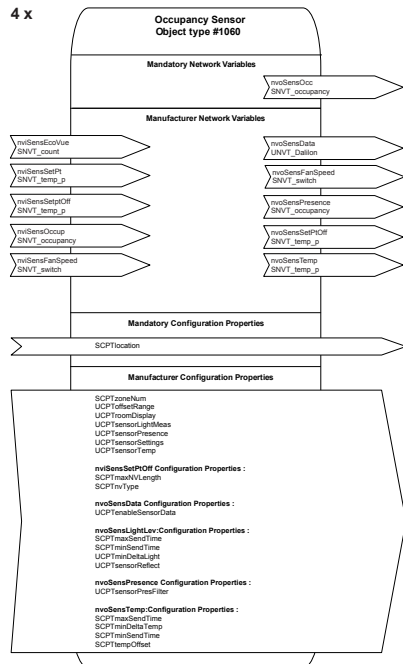 4 x
Occupancy Sensor
Object type #1060
Mandatory Network Variables
nvoSensOcc
SNVT_occupancy
Manufacturer Network Variables
nviSensEcoVue
SNVT_count
nvoSensData
UNVT_Dalilon
nviSensSetPt
SNVT_temp_p
nvoSensFanSpeed
SNVT_switch
nviSensSetptOff
SNVT_temp_p
nvoSensPresence
SNVT_occupancy
nviSensOccup
SNVT_occupancy
nvoSensSetPtOff
SNVT_temp_p
nviSensFanSpeed
SNVT_switch
nvoSensTemp
SNVT_temp_p
Mandatory Configuration Properties
SCPTlocation
Manufacturer Configuration Properties
SCPTzoneNum
UCPToffsetRange
UCPTroomDisplay
UCPTsensorLightMeas
UCPTsensorPresence
UCPTsensorSettings
UCPTsensorTemp
nviSensSetPtOff Configuration Properties :
SCPTmaxNVLength
SCPTnvType
nvoSensData Configuration Properties :
UCPTenableSensorData
nvoSensLightLev:Configuration Properties :
SCPTmaxSendTime
SCPTminSendTime
UCPTminDeltaLight
UCPTsensorReflect
nvoSensPresence Configuration Properties :
UCPTsensorPresFilter
nvoSensTemp:Configuration Properties :
SCPTmaxSendTime
SCPTminDeltaTemp
SCPTminSendTime
SCPTtempOffset